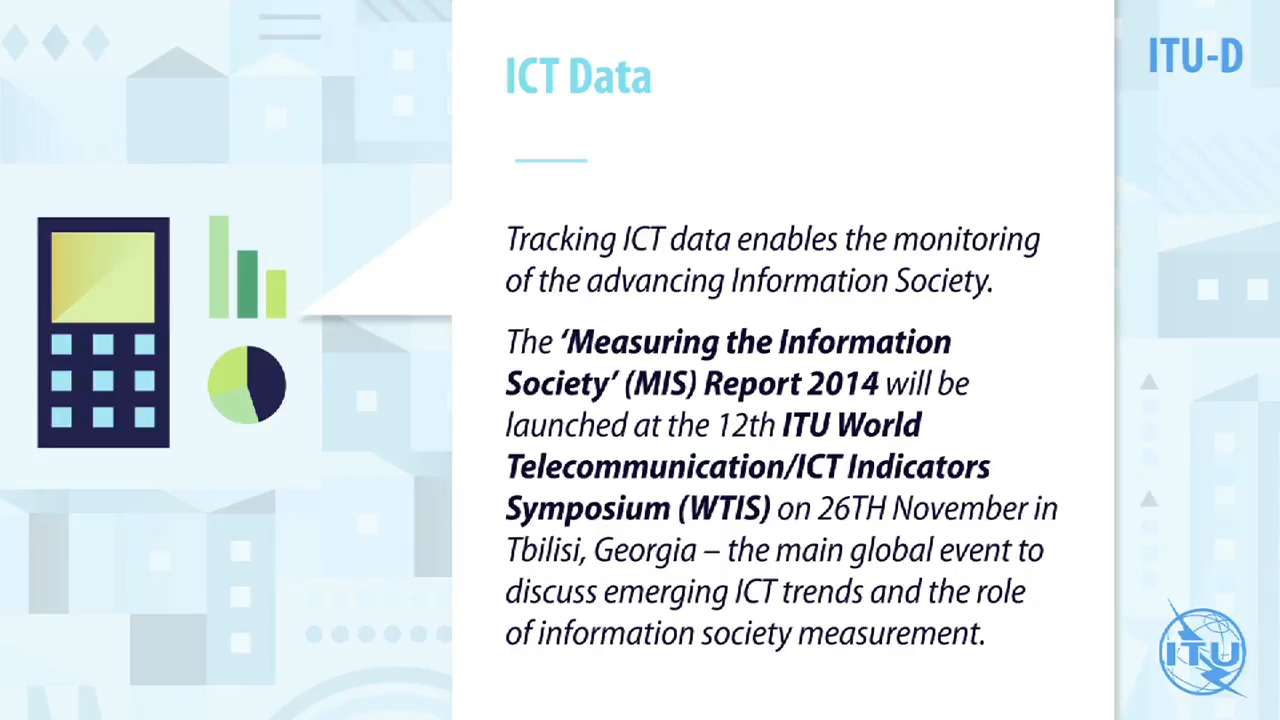 ICT Data
ITU-D
Tracking ICT data enables the monitoring
of the advancing Information Society.
The ‘Measuring the Information
Society’ (MIS) Report 2014 will be
launched at the 12th ITU World
Telecommunication/ICT Indicators
Symposium (WTIS) on 26TH November in
Tbilisi, Georgia – the main global event to
discuss emerging ICT trends and the role
of information society measurement.
ITU